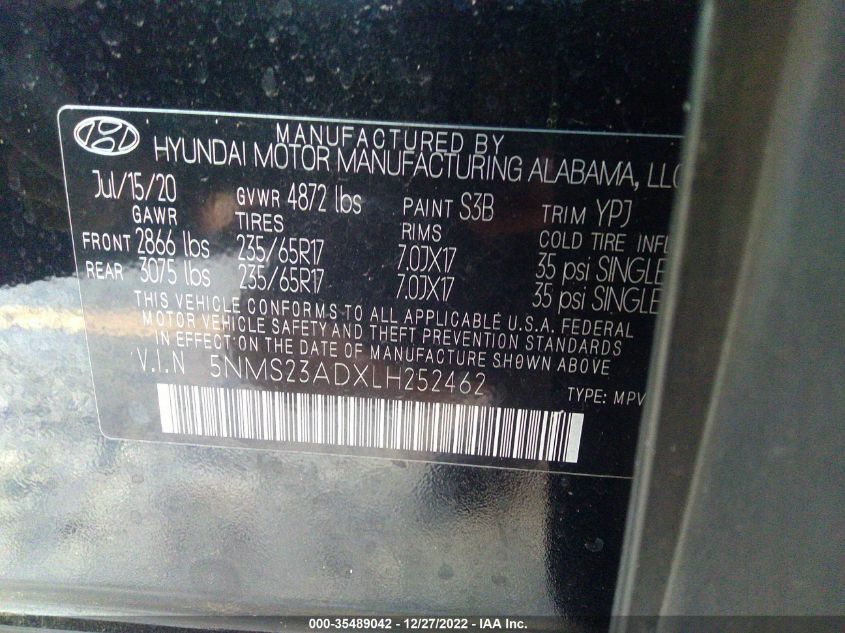 MANUFACTURED BY
HYUNDAI MOTOR MANUFACTURING ALABAMA, LLC
Jul/15/20 GVWR 4872 lbs PAINT S3B TRIM YPJ
GAWR TIRES RIMS COLD TIRE INFL
FRONT 2866 lbs 235/65R17 7.0JX17 35 psi SINGLE
REAR 3075 lbs 235/65R17 7.0JX17 35 psi SINGLE
THIS VEHICLE CONFORMS TO ALL APPLICABLE U.S.A. FEDERAL
MOTOR VEHICLE SAFETY AND THEFT PREVENTION STANDARDS
IN EFFECT ON THE DATE OF MANUFACTURE SHOWN ABOVE
V.I.N 5NMS23ADXLH252462
TYPE: MPV
000-35489042 - 12/27/2022 - IAA Inc.